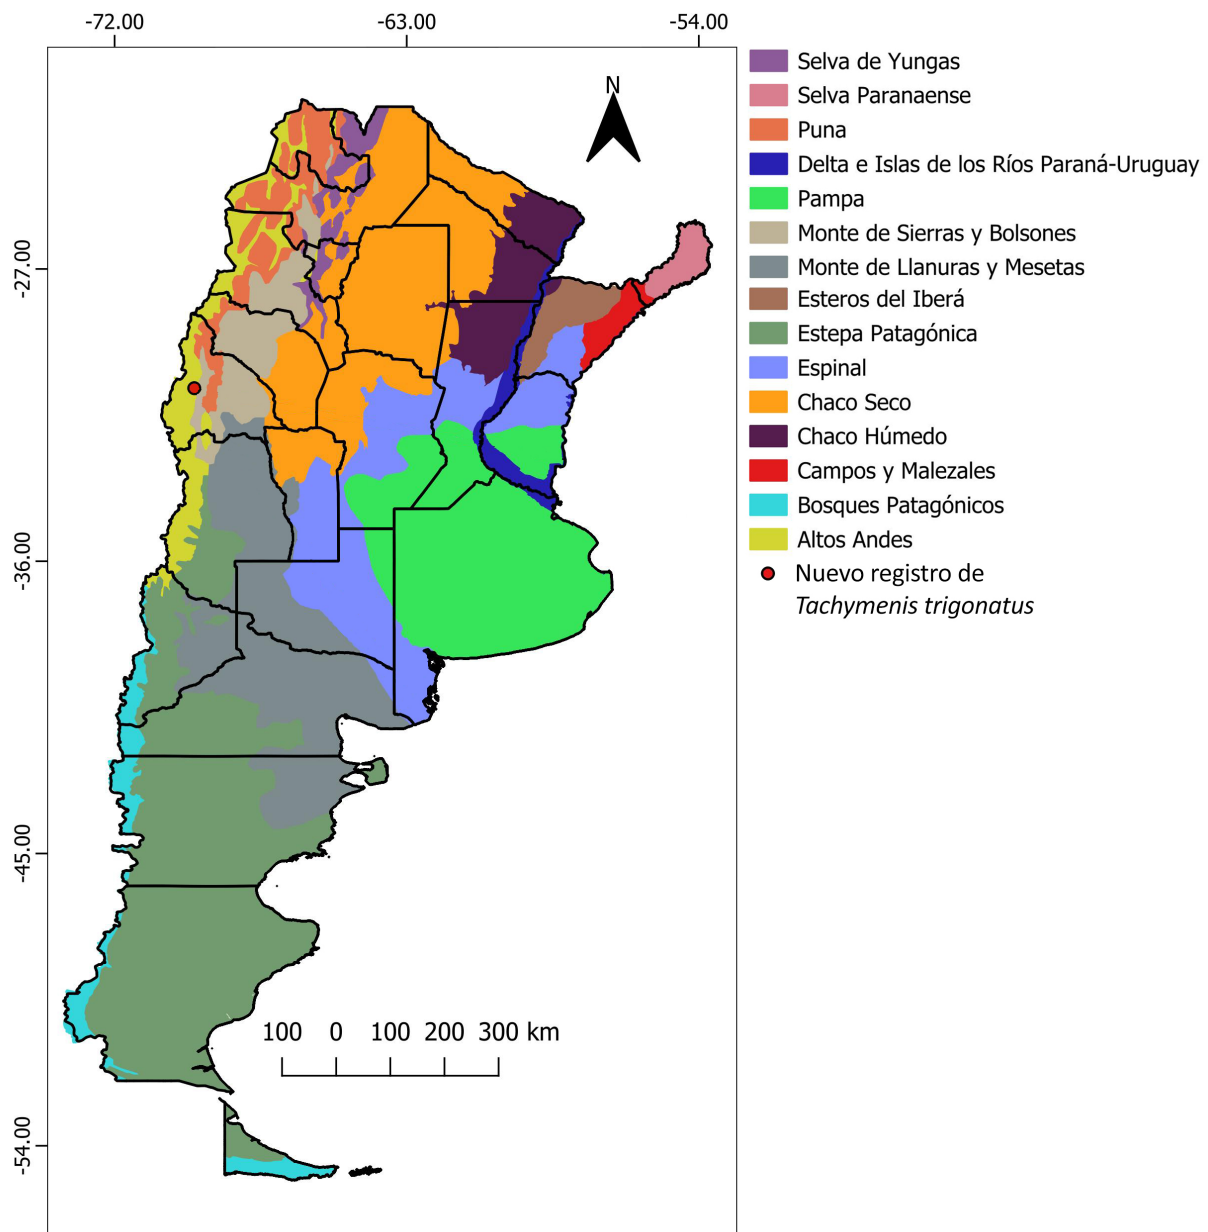 -72.00
-63.00
-54.00
N
-27.00
-36.00
-45.00
-54.00
Selva de Yungas
Selva Paranaense
Puna
Delta e Islas de los Ríos Paraná-Uruguay
Pampa
Monte de Sierras y Bolsones
Monte de Llanuras y Mesetas
Esteros del Iberá
Estepa Patagónica
Espinal
Chaco Seco
Chaco Húmedo
Campos y Malezales
Bosques Patagónicos
Altos Andes
Nuevo registro de
Tachymenis trigonatus
100 0 100 200 300 km